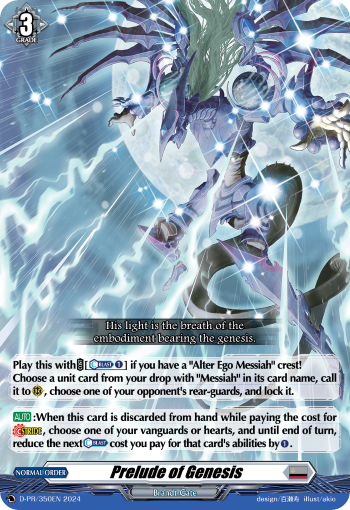 3
GRADE
His light is the breath of the
embodiment bearing the genesis.
Play this with [BLAST 1] if you have a "Alter Ego Messiah" crest!
Choose a unit card from your drop with "Messiah" in its card name, call
it to , choose one of your opponent's rear-guards, and lock it.
AUTO:When this card is discarded from hand while paying the cost for
STRIDE, choose one of your vanguards or hearts, and until end of turn,
reduce the next BLAST cost you pay for that card's abilities by 1.
NORMAL ORDER
Prelude of Genesis
D-PR/350EN 2024
Brandt Gate
design/百瀬寿 illust/akio